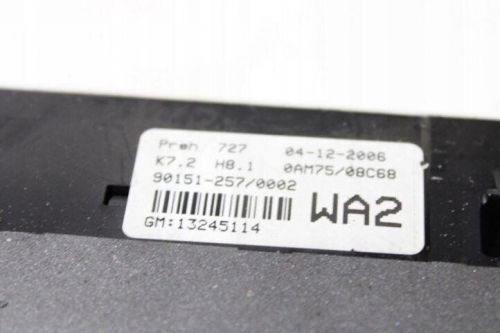 Preh 727 04-12-2006
K7.2 H8.1 0AM75/08C68
90151-257/0002
WA2
GM:13245114